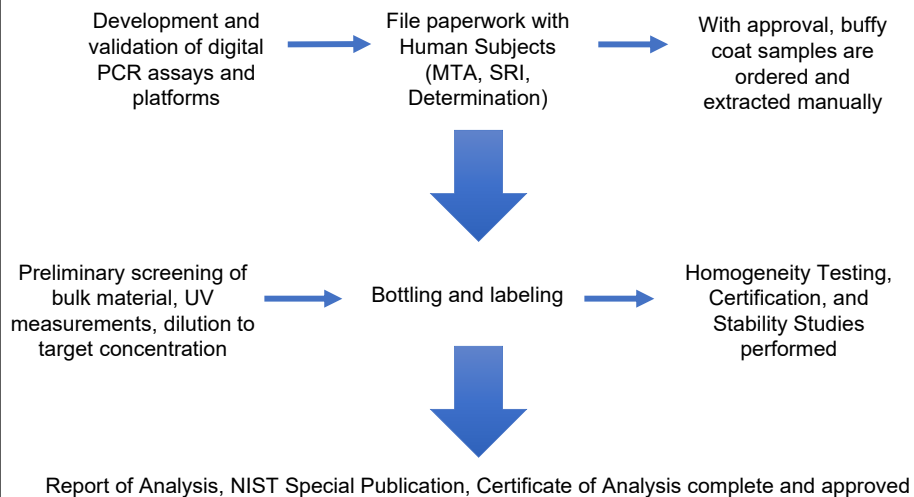 Development and
validation of digital
PCR assays and
platforms
File paperwork with
Human Subjects
(MTA, SRI,
Determination)
With approval, buffy
coat samples are
ordered and
extracted manually
Preliminary screening of
bulk material, UV
measurements, dilution to
target concentration
Bottling and labeling
Homogeneity Testing,
Certification, and
Stability Studies
performed
Report of Analysis, NIST Special Publication, Certificate of Analysis complete and approved